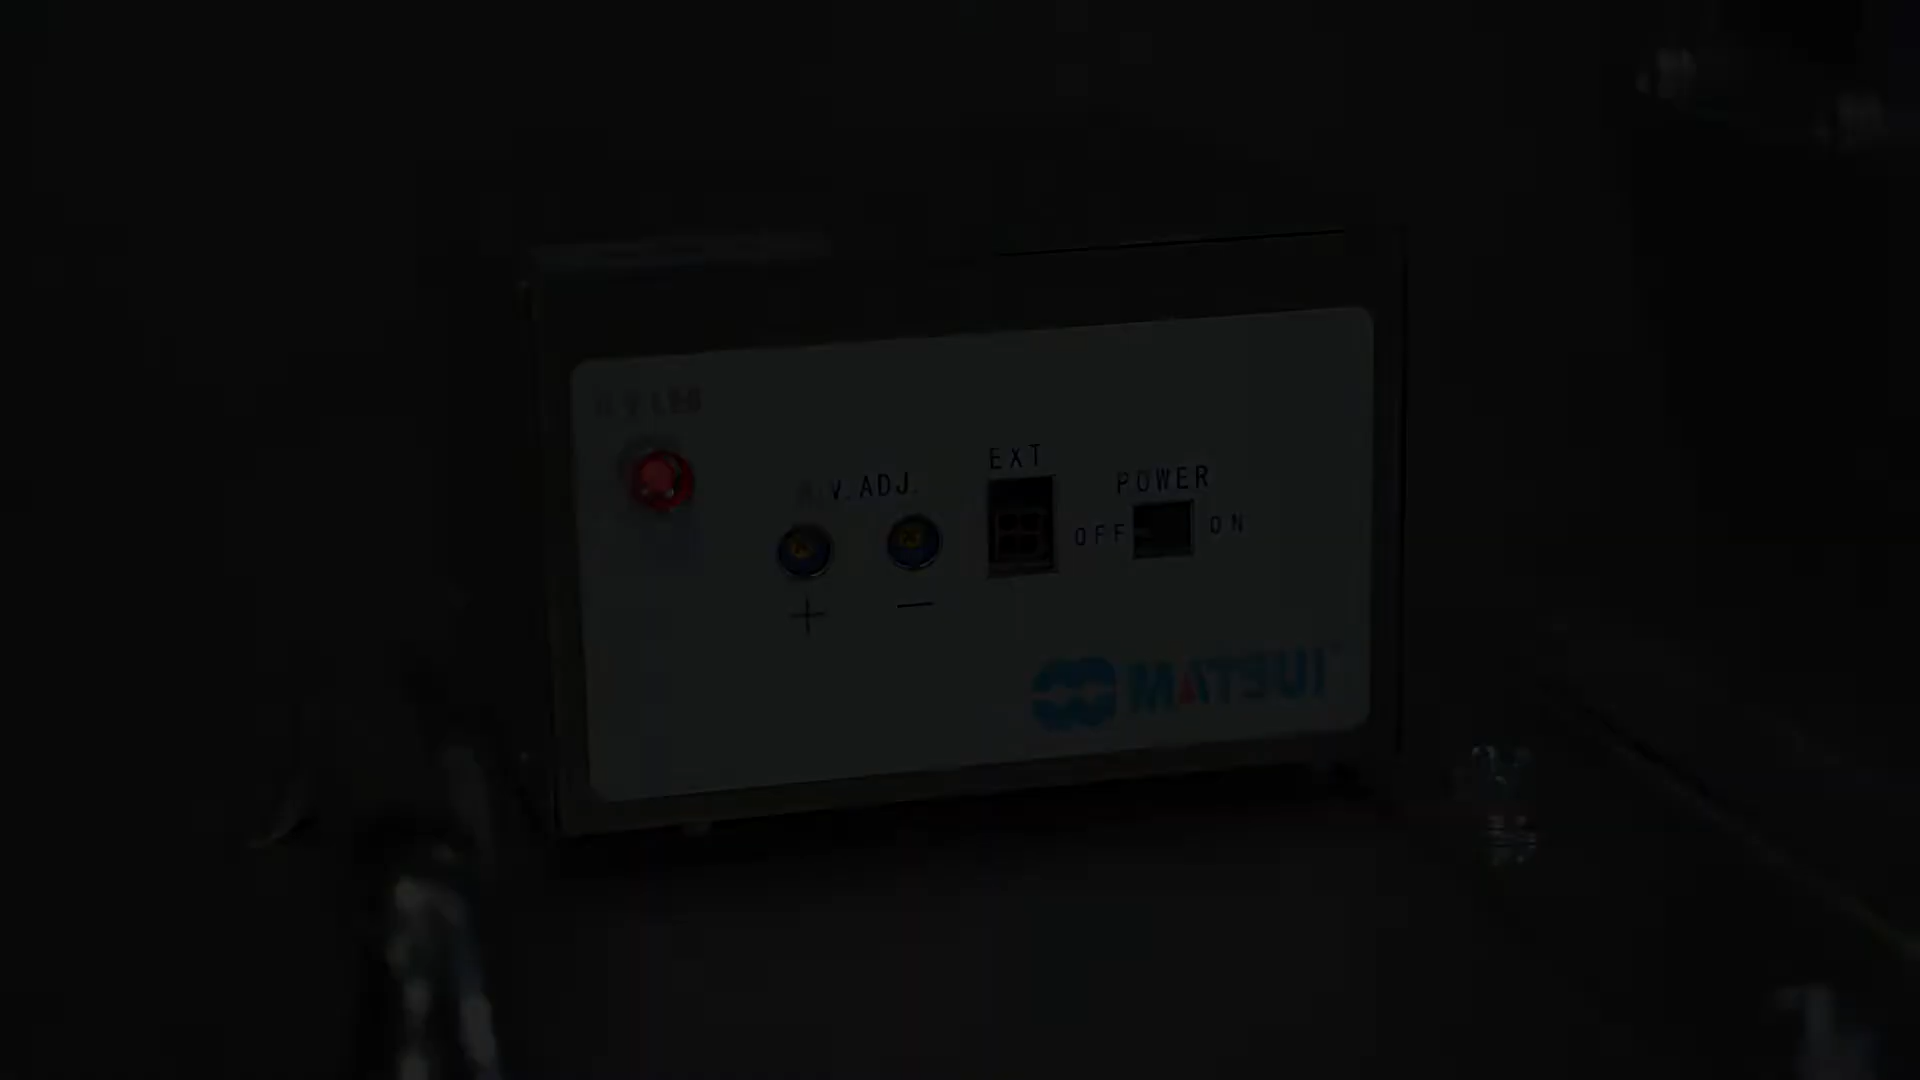 EXT
V.ADJ.
POWER
OFF ON
+ −
MATSUI